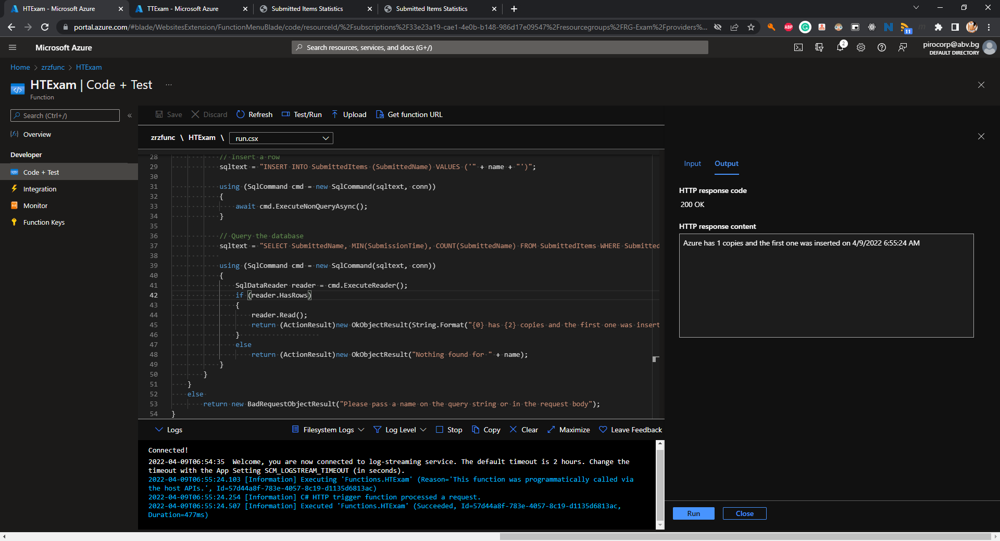 HTExam - Microsoft Azure
TTExam - Microsoft Azure
Submitted Items Statistics
Submitted Items Statistics
portal.azure.com/#blade/WebsitesExtension/FunctionMenuBlade/code/resourceId/%2Fsubscriptions%2F33e23a19-cae1-4e0b-b148-986d17e09547%2Fresourcegroups%2FRG-Exam%2Fproviders%...
ABP
11
Microsoft Azure
Search resources, services, and docs (G+/)
2
pirocorp@abv.bg
DEFAULT DIRECTORY
Home > zrzfunc > HTExam
HTExam | Code + Test ...
Function
Search (Ctrl+/)
«
Save
Discard
Refresh
Test/Run
Upload
Get function URL
Overview
Developer
Code + Test
Integration
Monitor
Function Keys
zrzfunc \ HTExam \ run.csx
28 // Insert a row
29 sqltext = "INSERT INTO SubmittedItems (SubmittedName) VALUES ('" + name + "')";
30
31 using (SqlCommand cmd = new SqlCommand(sqltext, conn))
32 {
33 await cmd.ExecuteNonQueryAsync();
34 }
35
36 // Query the database
37 sqltext = "SELECT SubmittedName, MIN(SubmissionTime), COUNT(SubmittedName) FROM SubmittedItems WHERE Submitted
38
39 using (SqlCommand cmd = new SqlCommand(sqltext, conn))
40 {
41 SqlDataReader reader = cmd.ExecuteReader();
42 if (reader.HasRows)
43 {
44 reader.Read();
45 return (ActionResult)new OkObjectResult(String.Format("{0} has {2} copies and the first one was insert
46 }
47 else
48 return (ActionResult)new OkObjectResult("Nothing found for " + name);
49 }
50 }
51 }
52 else
53 return new BadRequestObjectResult("Please pass a name on the query string or in the request body");
54 }
Input
Output
HTTP response code
200 OK
HTTP response content
Azure has 1 copies and the first one was inserted on 4/9/2022 6:55:24 AM
Logs
Filesystem Logs
Log Level
Stop
Copy
Clear
Maximize
Leave Feedback
Connected!
2022-04-09T06:54:35 Welcome, you are now connected to log-streaming service. The default timeout is 2 hours. Change the
timeout with the App Setting SCM_LOGSTREAM_TIMEOUT (in seconds).
2022-04-09T06:55:24.103 [Information] Executing 'Functions.HTExam' (Reason='This function was programmatically called via
the host APIs.', Id=57d44a8f-783e-4057-8c19-d1135d6813ac)
2022-04-09T06:55:24.254 [Information] C# HTTP trigger function processed a request.
2022-04-09T06:55:24.507 [Information] Executed 'Functions.HTExam' (Succeeded, Id=57d44a8f-783e-4057-8c19-d1135d6813ac,
Duration=477ms)
Run
Close